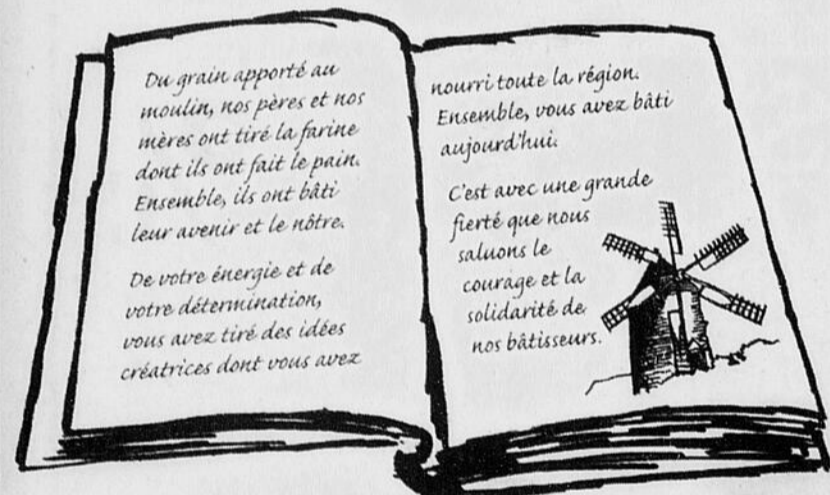 Du grain apporté au
moulin, nos pères et nos
mères ont tiré la farine
dont ils ont fait le pain.
Ensemble, ils ont bâti
leur avenir et le nôtre.
De votre énergie et de
votre détermination,
vous avez tiré des idées
créatrices dont vous avez
nourri toute la région.
Ensemble, vous avez bâti
aujourd'hui.
C'est avec une grande
fierté que nous
saluons le
courage et la
solidarité de
nos bâtisseurs.